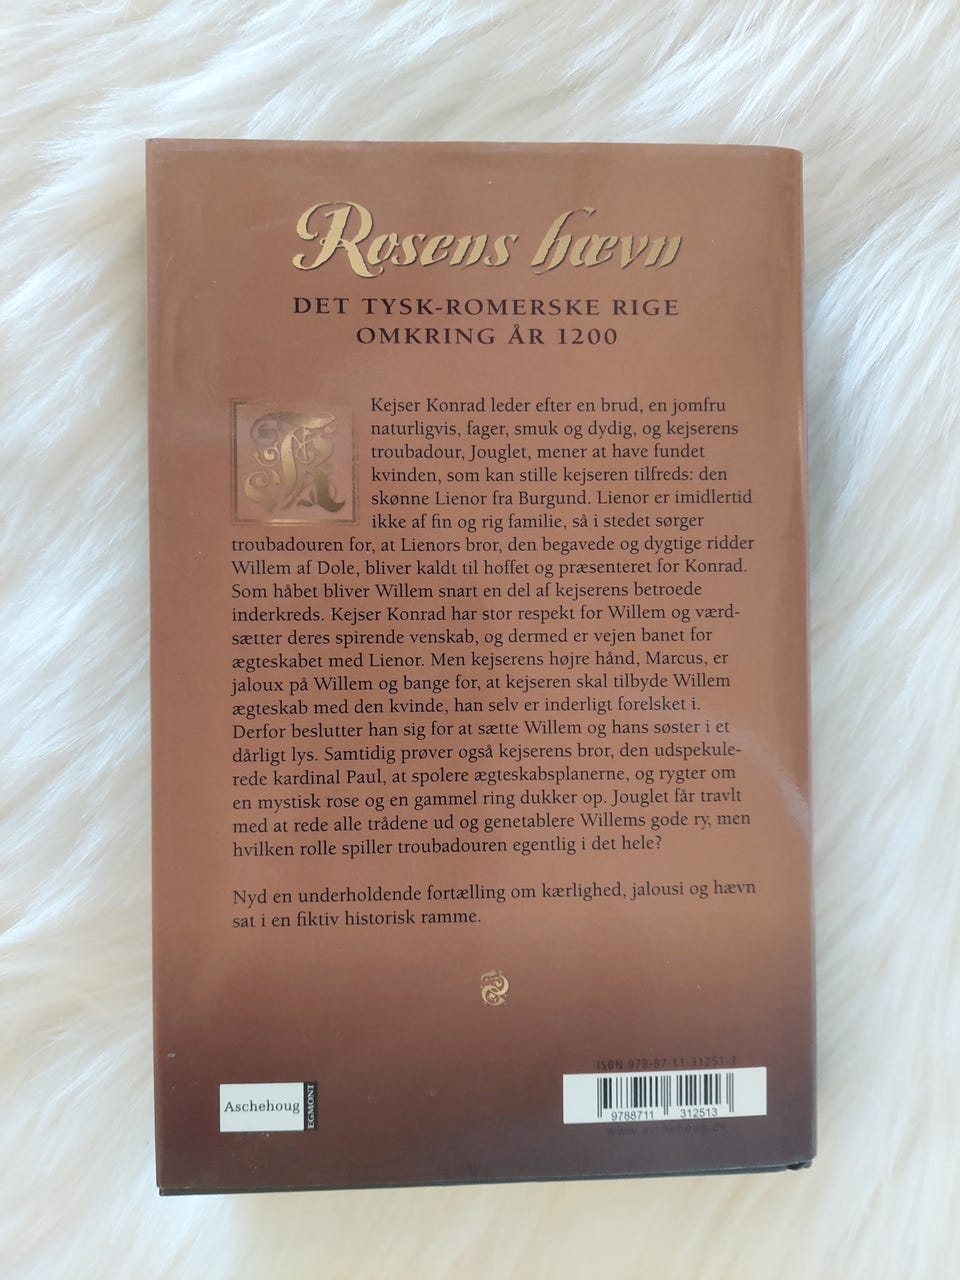 Rosens hævn
DET TYSK-ROMERSKE RIGE
OMKRING ÅR 1200
K
Kejser Konrad leder efter en brud, en jomfru
naturligvis, fager, smuk og dydig, og kejserens
troubadour, Jouglet, mener at have fundet
kvinden, som kan stille kejseren tilfreds: den
skønne Lienor fra Burgund. Lienor er imidlertid
ikke af fin og rig familie, så i stedet sørger
troubadouren for, at Lienors bror, den begavede og dygtige ridder
Willem af Dole, bliver kaldt til hoffet og præsenteret for Konrad.
Som håbet bliver Willem snart en del af kejserens betroede
inderkreds. Kejser Konrad har stor respekt for Willem og værd-
sætter deres spirende venskab, og dermed er vejen banet for
ægteskabet med Lienor. Men kejserens højre hånd, Marcus, er
jaloux på Willem og bange for, at kejseren skal tilbyde Willem
ægteskab med den kvinde, han selv er inderligt forelsket i.
Derfor beslutter han sig for at sætte Willem og hans søster i et
dårligt lys. Samtidig prøver også kejserens bror, den udspekule-
rede kardinal Paul, at spolere ægteskabsplanerne, og rygter om
en mystisk rose og en gammel ring dukker op. Jouglet får travlt
med at rede alle trådene ud og genetablere Willems gode ry, men
hvilken rolle spiller troubadouren egentlig i det hele?
Nyd en underholdende fortælling om kærlighed, jalousi og hævn
sat i en fiktiv historisk ramme.
ISBN 978-87-11-31251-3
Aschehoug
EGMONT
9788711 312513
www.aschehoug.dk